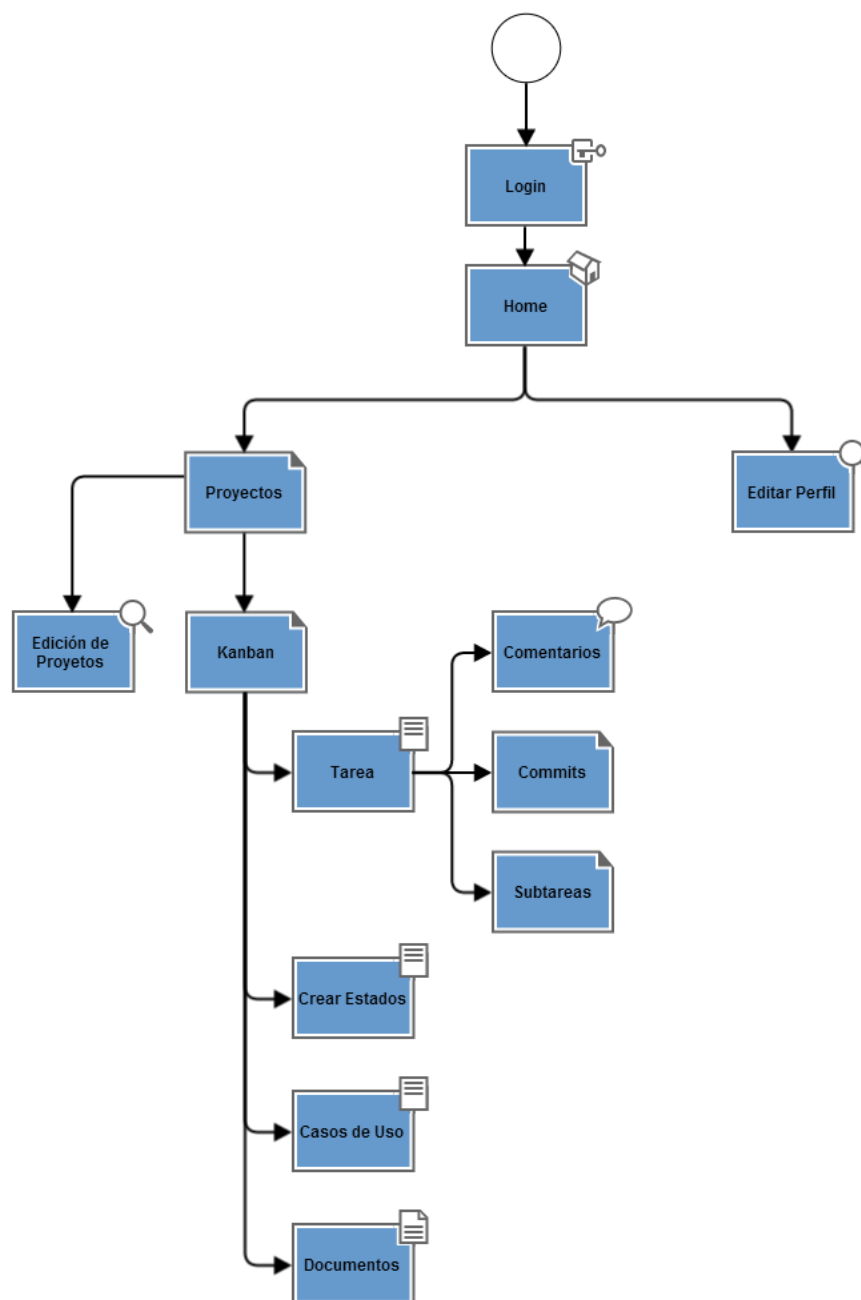 Login
Home
Proyectos
Editar Perfil
Edición de
Proyetos
Kanban
Comentarios
Tarea
Commits
Subtareas
Crear Estados
Casos de Uso
Documentos